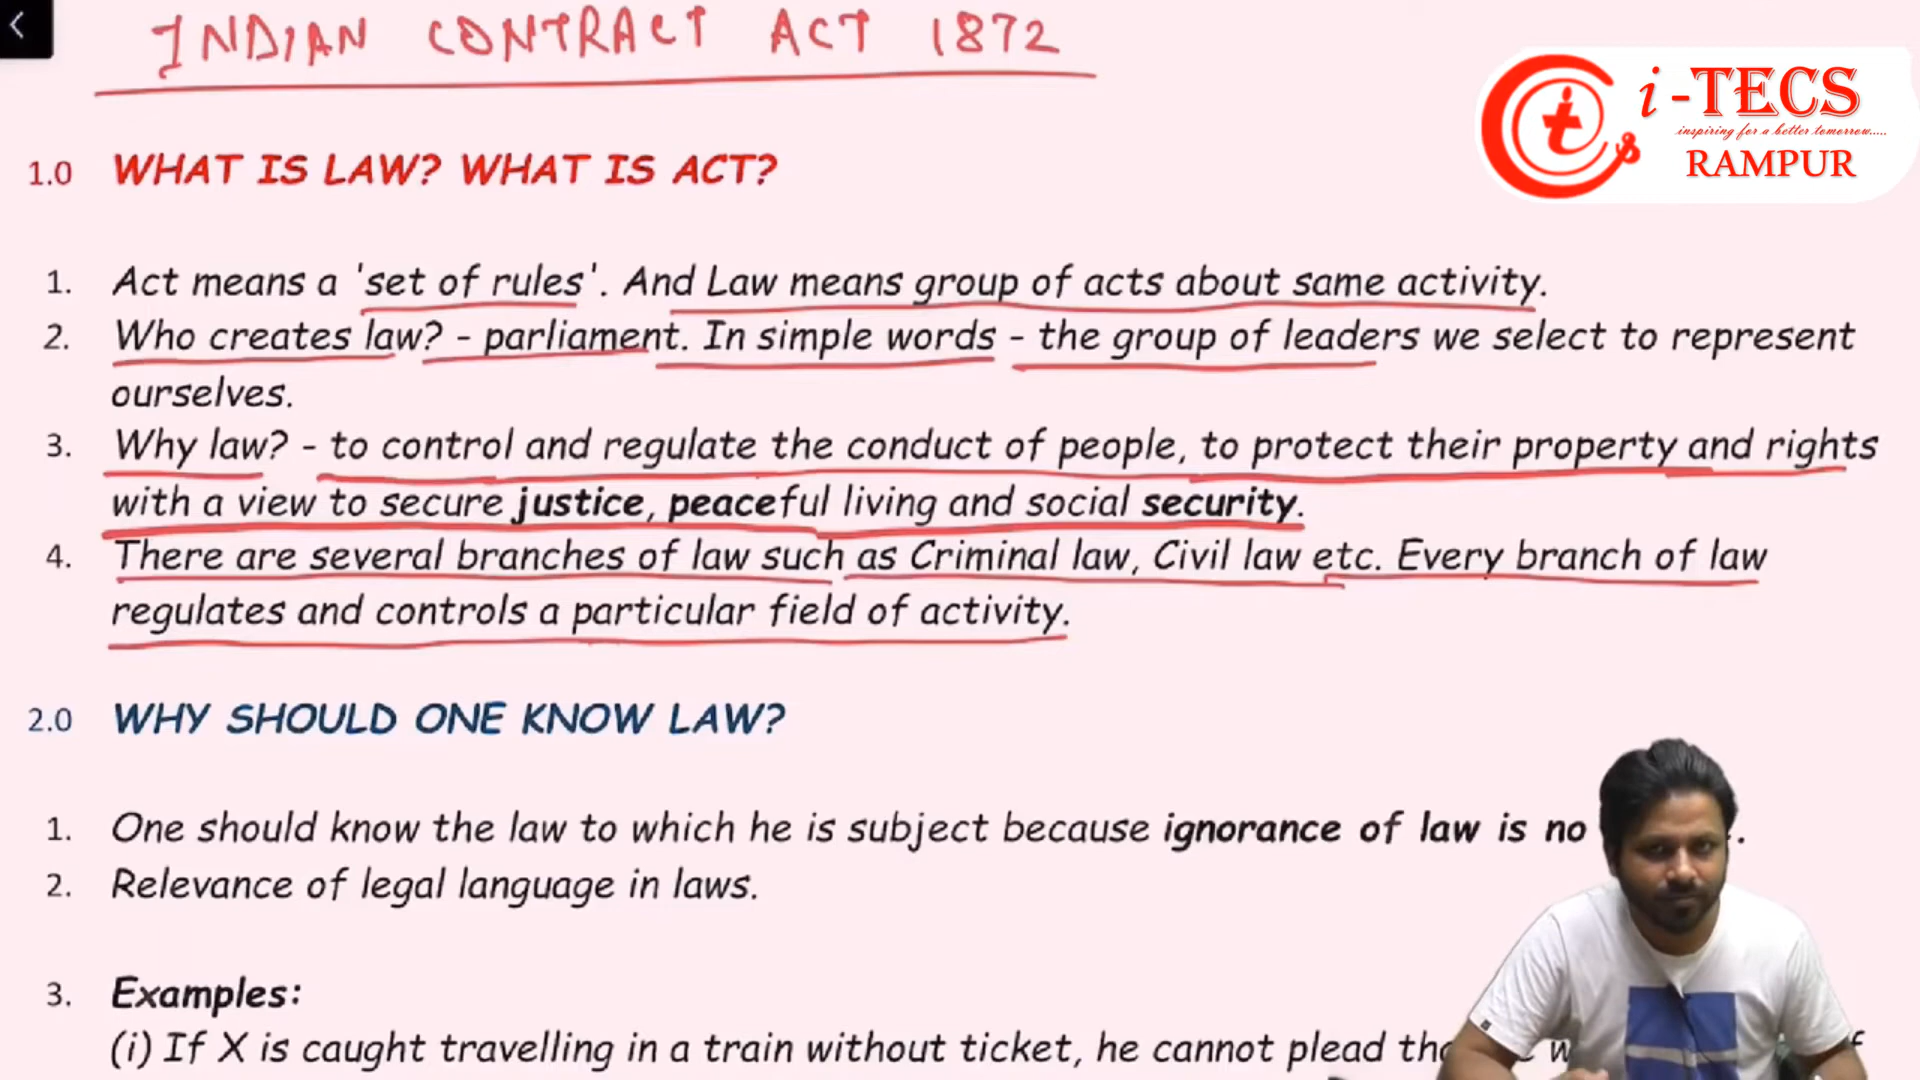 INDIAN CONTRACT ACT 1872
i-TECS
inspiring for a better tomorrow.....
RAMPUR
1.0 WHAT IS LAW? WHAT IS ACT?
1. Act means a 'set of rules'. And Law means group of acts about same activity.
2. Who creates law? - parliament. In simple words - the group of leaders we select to represent
ourselves.
3. Why law? - to control and regulate the conduct of people, to protect their property and rights
with a view to secure justice, peaceful living and social security.
4. There are several branches of law such as Criminal law, Civil law etc. Every branch of law
regulates and controls a particular field of activity.
2.0 WHY SHOULD ONE KNOW LAW?
1. One should know the law to which he is subject because ignorance of law is no
2. Relevance of legal language in laws.
3. Examples:
(i) If X is caught travelling in a train without ticket, he cannot plead